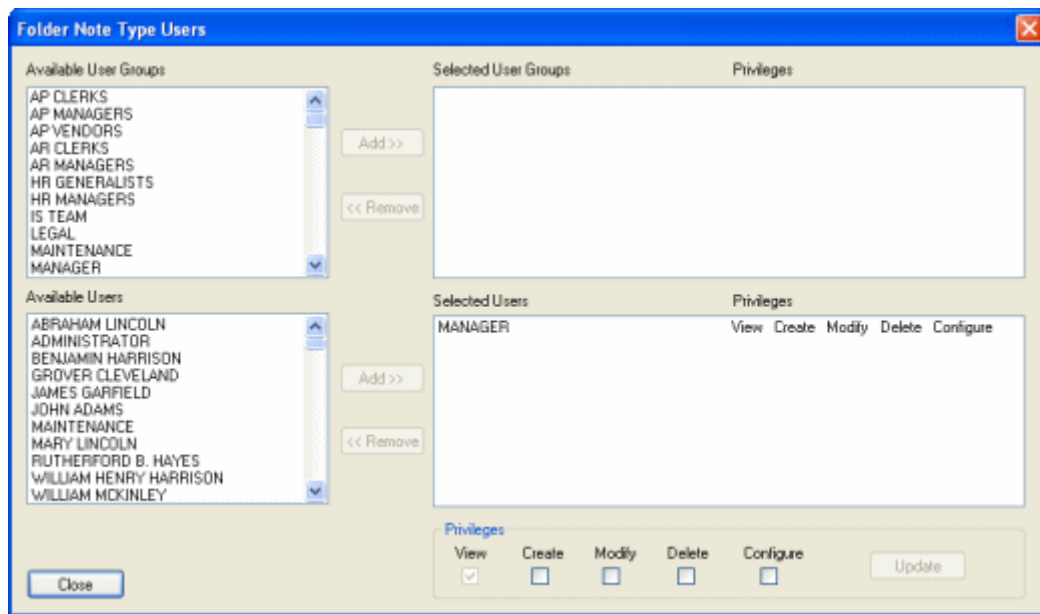 Folder Note Type Users
Available User Groups
AP CLERKS
AP MANAGERS
AP VENDORS
AR CLERKS
AR MANAGERS
HR GENERALISTS
HR MANAGERS
IS TEAM
LEGAL
MAINTENANCE
MANAGER
Add >>
<< Remove
Selected User Groups Privileges
Available Users
ABRAHAM LINCOLN
ADMINISTRATOR
BENJAMIN HARRISON
GROVER CLEVELAND
JAMES GARFIELD
JOHN ADAMS
MAINTENANCE
MARY LINCOLN
RUTHERFORD B. HAYES
WILLIAM HENRY HARRISON
WILLIAM MCKINLEY
Add >>
<< Remove
Selected Users Privileges
MANAGER View Create Modify Delete Configure
Privileges
View Create Modify Delete Configure
Update
Close